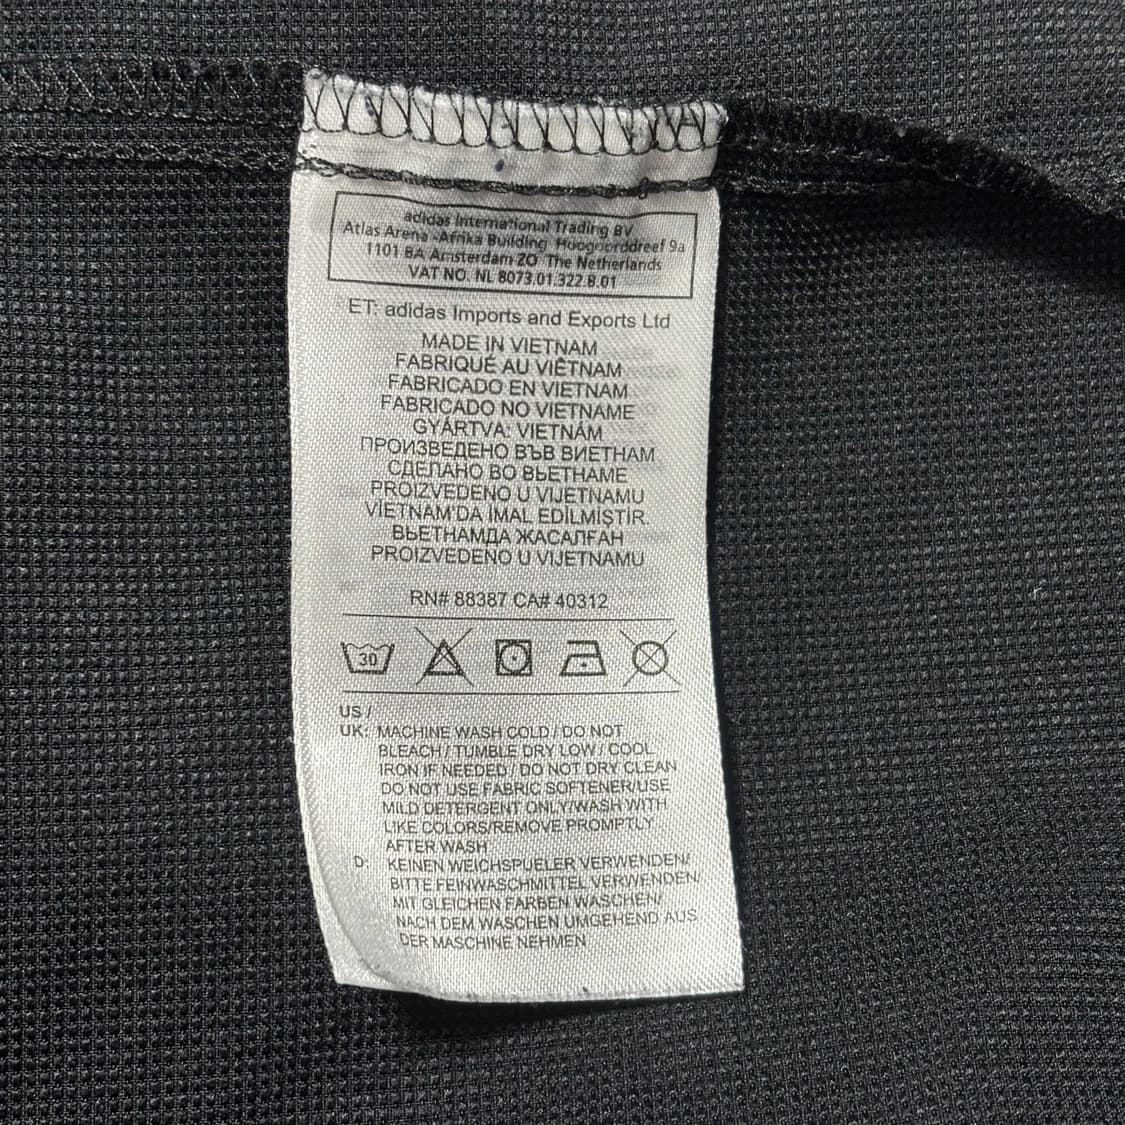 adidas International Trading BV
Atlas Arena -Afrika Building Hoogoorddreef 9a
1101 BA Amsterdam ZO The Netherlands
VAT NO. NL 8073.01.322.B.01
ET: adidas Imports and Exports Ltd
MADE IN VIETNAM
FABRIQUÉ AU VIÊTNAM
FABRICADO EN VIETNAM
FABRICADO NO VIETNAME
GYÁRTVA: VIETNÁM
ПРОИЗВЕДЕНО ВЪВ ВИЕТНАМ
СДЕЛАНО ВО ВЬЕТНАМЕ
PROIZVEDENO U VIJETNAMU
VİETNAM'DA İMAL EDİLMİŞTİR.
ВЬЕТНАМДА ЖАСАЛҒАН
PROIZVEDENO U VIJETNAMU
RN# 88387 CA# 40312
30
US /
UK: MACHINE WASH COLD / DO NOT
BLEACH / TUMBLE DRY LOW / COOL
IRON IF NEEDED / DO NOT DRY CLEAN
DO NOT USE FABRIC SOFTENER/USE
MILD DETERGENT ONLY/WASH WITH
LIKE COLORS/REMOVE PROMPTLY
AFTER WASH
D: KEINEN WEICHSPUELER VERWENDEN/
BITTE FEINWASCHMITTEL VERWENDEN,
MIT GLEICHEN FARBEN WASCHEN/
NACH DEM WASCHEN UMGEHEND AUS
DER MASCHINE NEHMEN